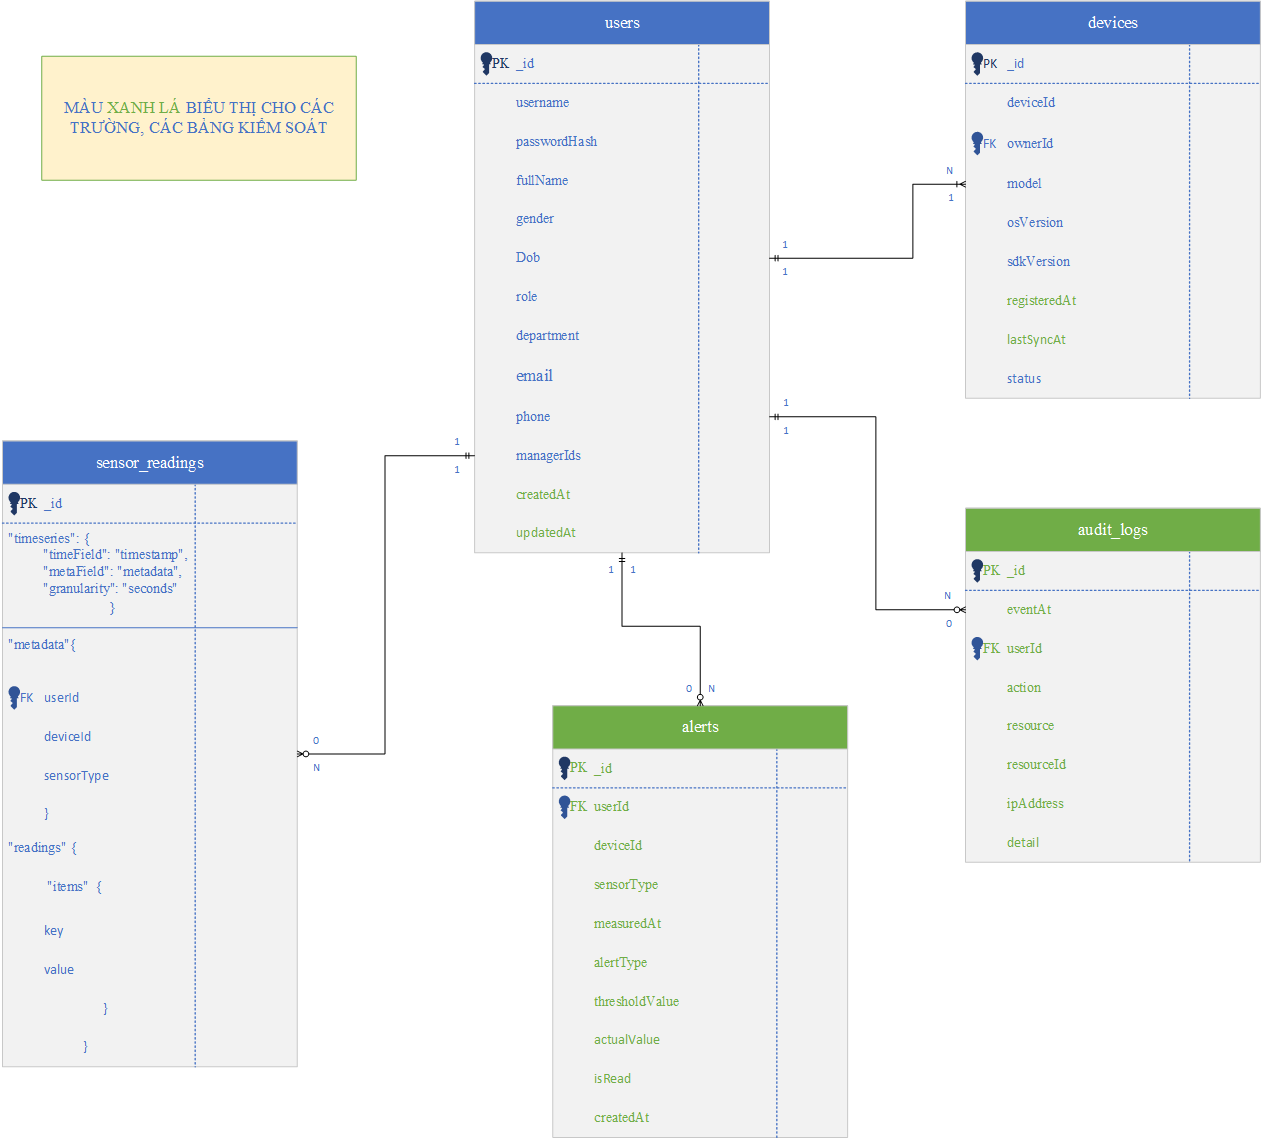 MÀU XANH LÁ BIỂU THỊ CHO CÁC
TRƯỜNG, CÁC BẢNG KIỂM SOÁT
users
PK _id
username
passwordHash
fullName
gender
Dob
role
department
email
phone
managerIds
createdAt
updatedAt
devices
PK _id
deviceId
FK ownerId
model
osVersion
sdkVersion
registeredAt
lastSyncAt
status
1
1
N
1
1
1
N
0
1
1
0
N
1 1
0 N
sensor_readings
PK _id
"timeseries": {
"timeField": "timestamp",
"metaField": "metadata",
"granularity": "seconds"
}
"metadata"{
FK userId
deviceId
sensorType
}
"readings" {
"items" {
key
value
}
}
audit_logs
PK _id
eventAt
FK userId
action
resource
resourceId
ipAddress
detail
alerts
PK _id
FK userId
deviceId
sensorType
measuredAt
alertType
thresholdValue
actualValue
isRead
createdAt